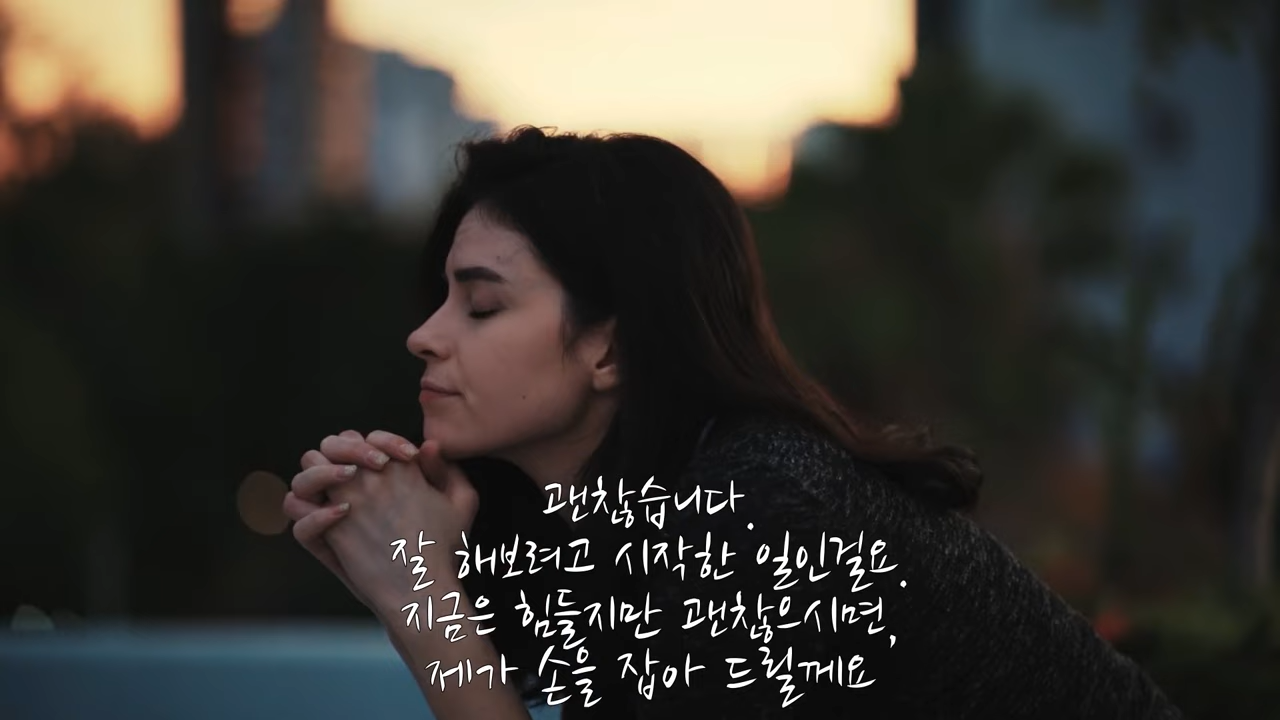 괜찮습니다.
잘 해보려고 시작한 일인걸요.
지금은 힘들지만 괜찮으시면,
제가 손을 잡아 드릴께요